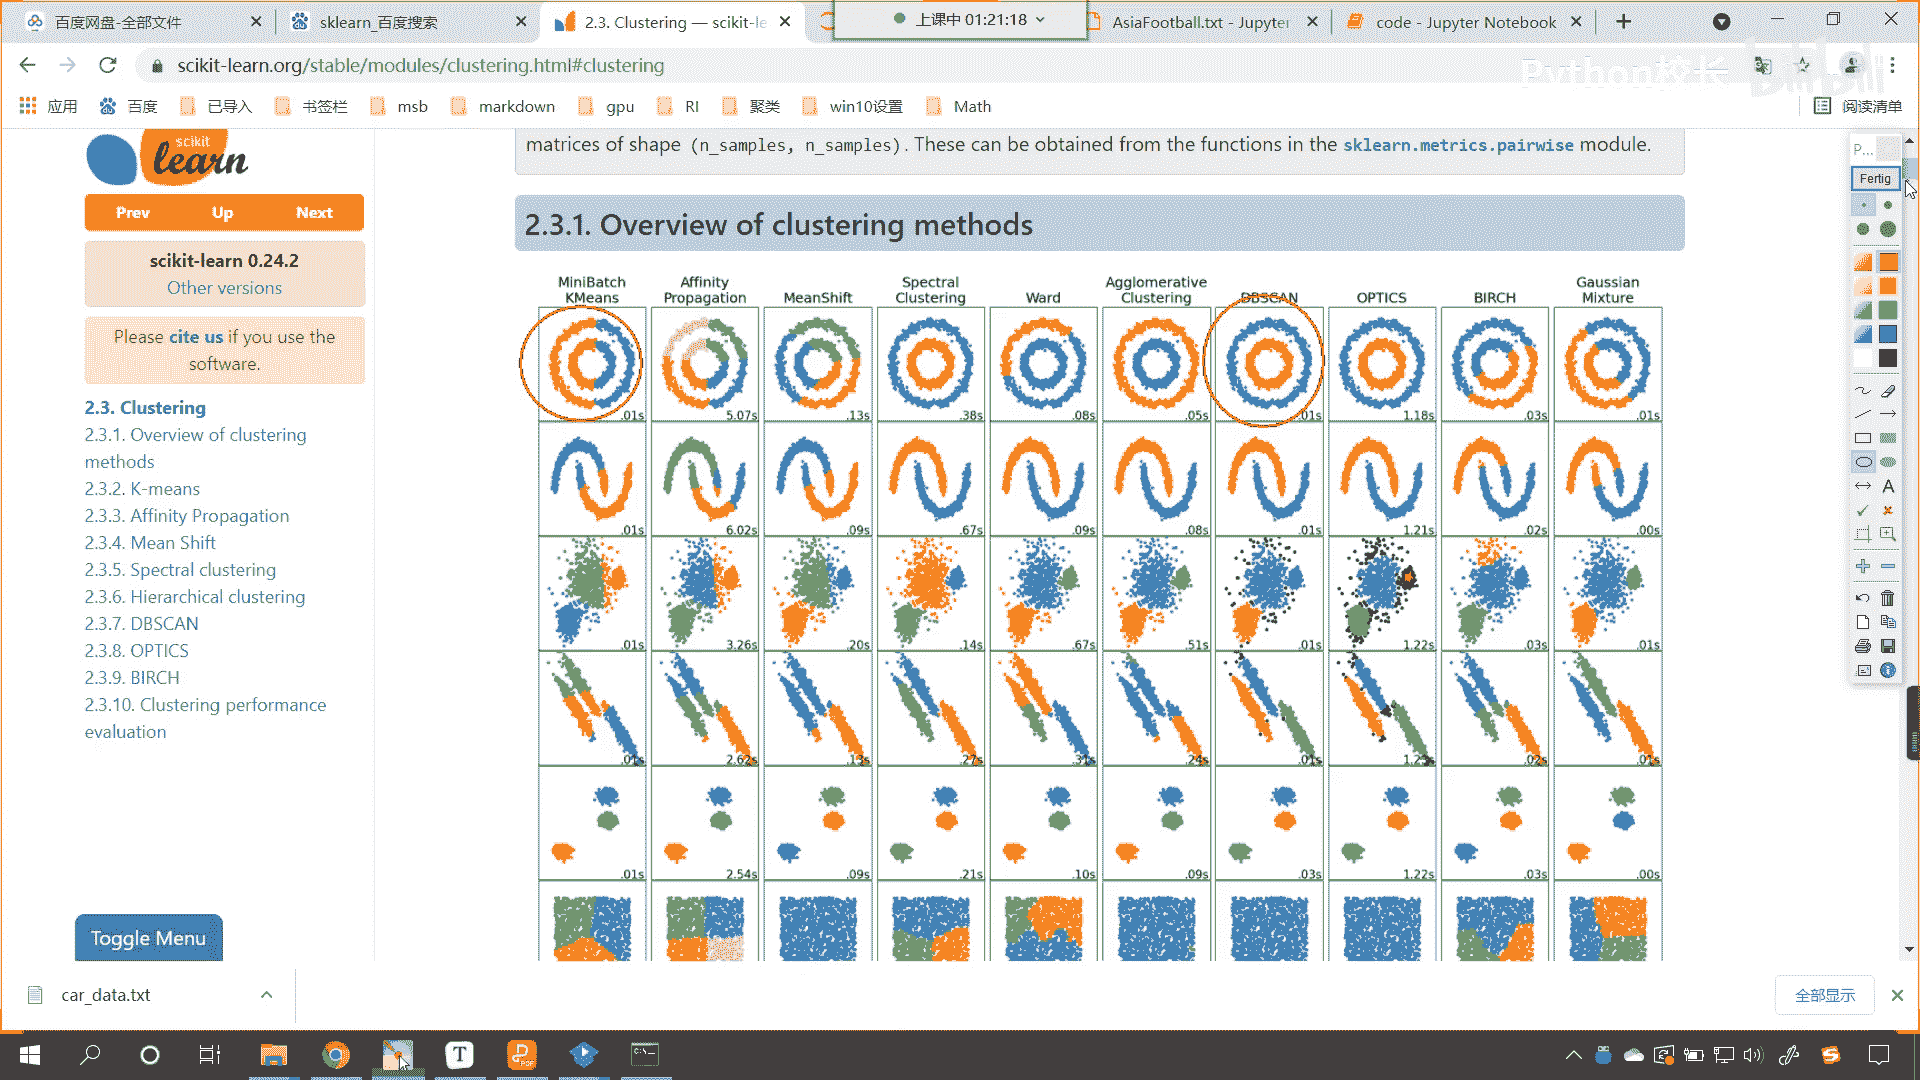 百度网盘-全部文件
sklearn_百度搜索
2.3. Clustering — scikit-le
上课中 01:21:18
AsiaFootball.txt - Jupyter
code - Jupyter Notebook
scikit-learn.org/stable/modules/clustering.html#clustering
Python校长
bilibili
应用
百度
已导入
书签栏
msb
markdown
gpu
RI
聚类
win10设置
Math
阅读清单
scikit
learn
Prev Up Next
scikit-learn 0.24.2
Other versions
Please cite us if you use the
software.
2.3. Clustering
2.3.1. Overview of clustering
methods
2.3.2. K-means
2.3.3. Affinity Propagation
2.3.4. Mean Shift
2.3.5. Spectral clustering
2.3.6. Hierarchical clustering
2.3.7. DBSCAN
2.3.8. OPTICS
2.3.9. BIRCH
2.3.10. Clustering performance
evaluation
Toggle Menu
matrices of shape (n_samples, n_samples). These can be obtained from the functions in the sklearn.metrics.pairwise module.
2.3.1. Overview of clustering methods
MiniBatch
KMeans
Affinity
Propagation
MeanShift
Spectral
Clustering
Ward
Agglomerative
Clustering
DBSCAN
OPTICS
BIRCH
Gaussian
Mixture
.01s 5.07s .13s .38s .08s .05s .01s 1.18s .03s .01s
.01s 6.02s .09s .67s .09s .08s .01s 1.21s .02s .00s
.01s 3.26s .20s .14s .67s .51s .01s 1.22s .03s .01s
.01s 2.62s .13s .27s .31s .24s .01s 1.23s .02s .01s
.01s 2.54s .09s .21s .10s .09s .03s 1.22s .03s .00s
P...
Fertig
A
car_data.txt
全部显示
T
PDF